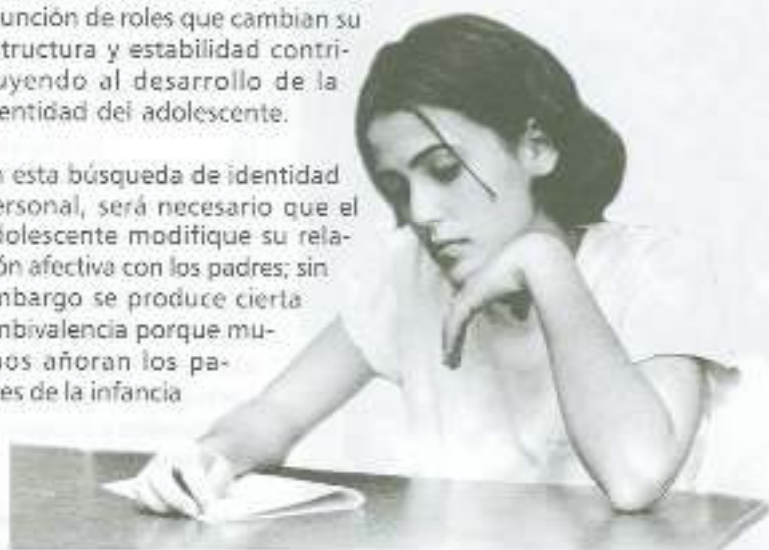 unción de roles que cambian su
tructura y estabilidad contri-
uyendo al desarrollo de la
entidad del adolescente.
n esta búsqueda de identidad
ersonal, será necesario que el
dolescente modifique su rela-
ón afectiva con los padres; sin
mbargo se produce cierta
mbivalencia porque mu-
os añoran los pa-
es de la infancia